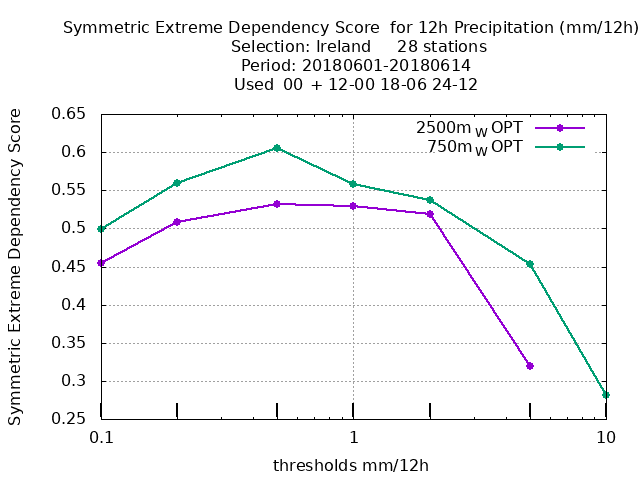 Symmetric Extreme Dependency Score  for 12h Precipitation (mm/12h)
Selection: Ireland     28 stations
Period: 20180601-20180614
Used  00  + 12-00 18-06 24-12
2500m W OPT
750m W OPT
Symmetric Extreme Dependency Score
0.65
0.6
0.55
0.5
0.45
0.4
0.35
0.3
0.25
0.1
1
10
thresholds mm/12h